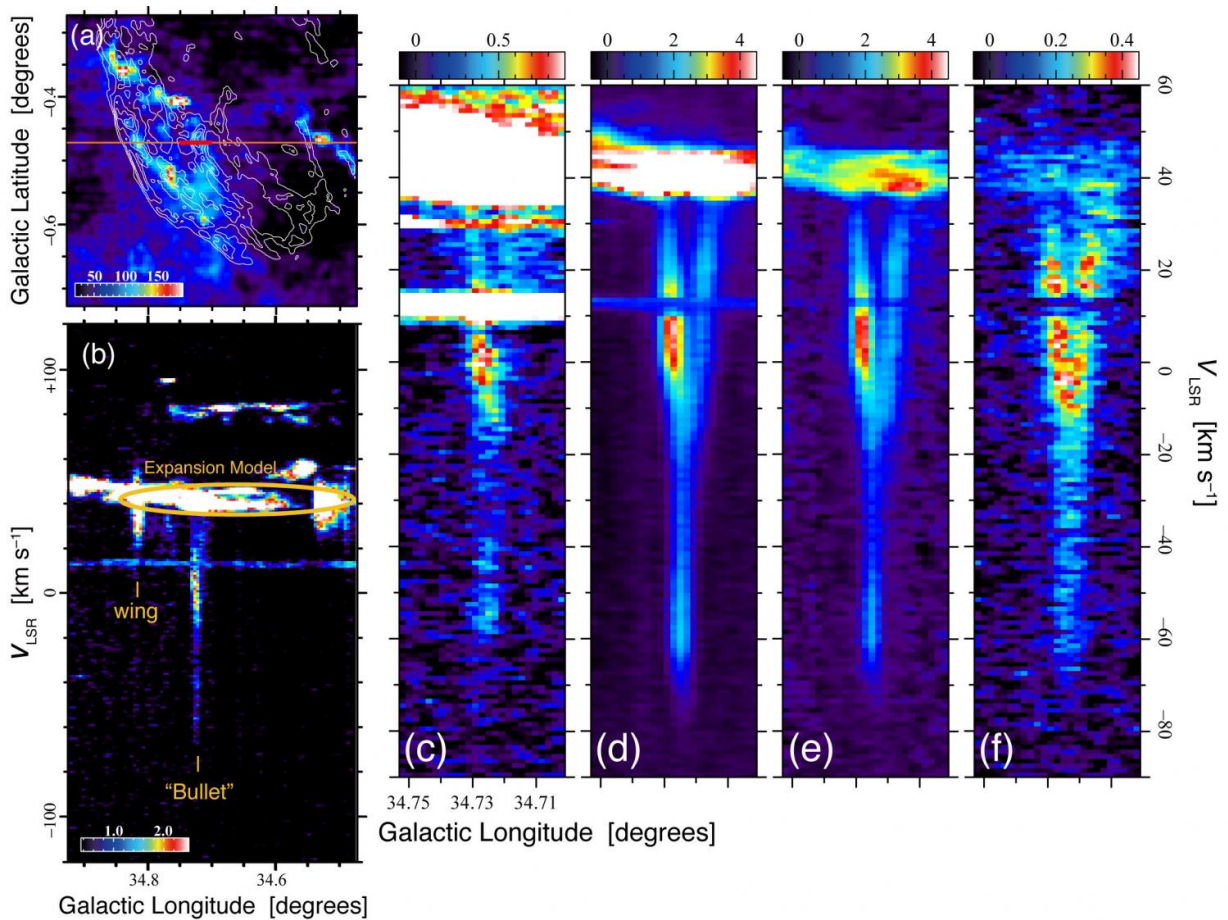 (a)
Galactic Latitude [degrees]
−0.4
−0.6
50 100 150
(b)
+100
0
−100
V_LSR [km s⁻¹]
Expansion Model
wing
“Bullet”
1.0 2.0
34.8 34.6
Galactic Longitude [degrees]
0 0.5
0 2 4
0 2 4
0 0.2 0.4
(c) (d) (e) (f)
34.75 34.73 34.71
Galactic Longitude [degrees]
60
40
20
0
−20
−40
−60
−80
V_LSR [km s⁻¹]